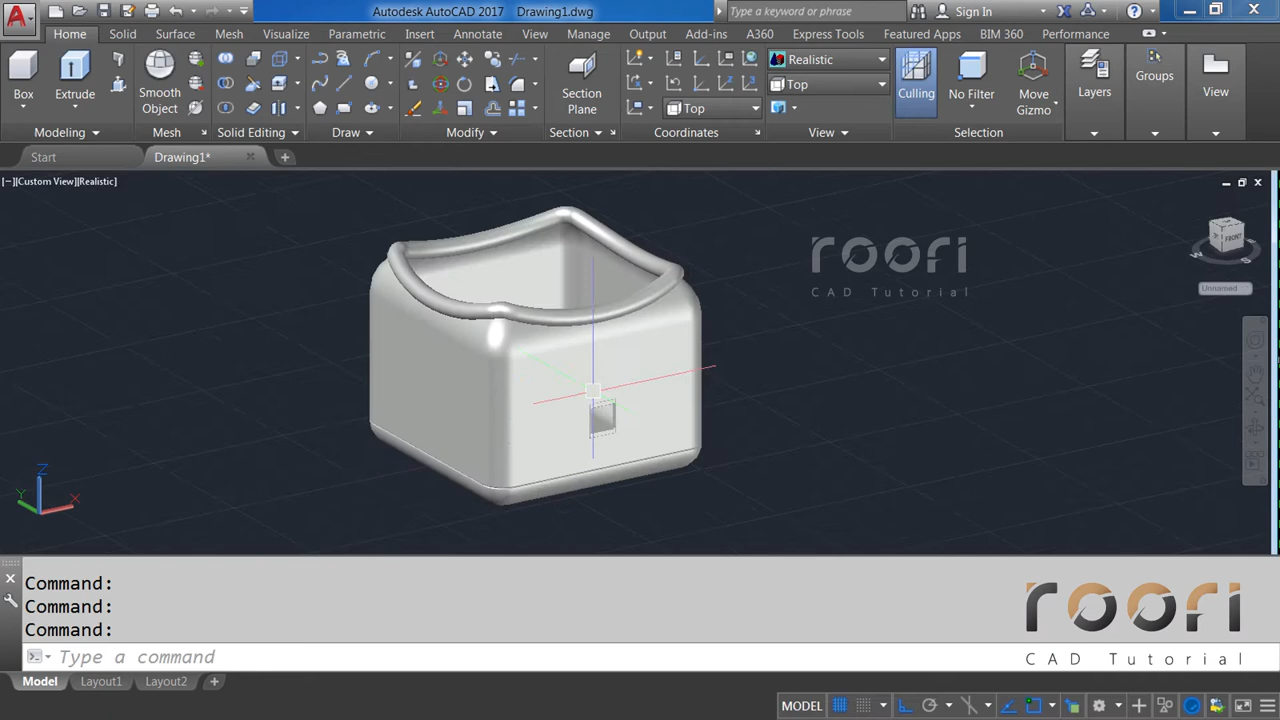 Autodesk AutoCAD 2017 Drawing1.dwg
Type a keyword or phrase
Sign In
Home Solid Surface Mesh Visualize Parametric Insert Annotate View Manage Output Add-ins A360 Express Tools Featured Apps BIM 360 Performance
Box
Extrude
Smooth
Object
Section
Plane
Realistic
Top
Top
Culling
No Filter
Move
Gizmo
Layers
Groups
View
Modeling
Mesh
Solid Editing
Draw
Modify
Section
Coordinates
View
Selection
Start
Drawing1*
[−][Custom View][Realistic]
roofi
CAD Tutorial
FRONT
Unnamed
Z
Y
X
Command:
Command:
Command:
Type a command
roofi
CAD Tutorial
Model Layout1 Layout2
MODEL